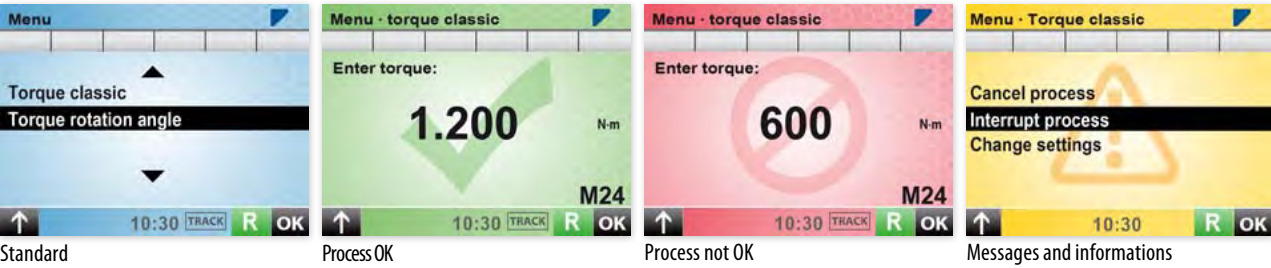 Menu
Torque classic
Torque rotation angle
↑ 10:30 TRACK R OK
Standard
Menu · torque classic
Enter torque:
1.200 N·m
M24
↑ 10:30 TRACK R OK
Process OK
Menu · torque classic
Enter torque:
600 N·m
M24
↑ 10:30 TRACK R OK
Process not OK
Menu · Torque classic
Cancel process
Interrupt process
Change settings
↑ 10:30 R OK
Messages and informations